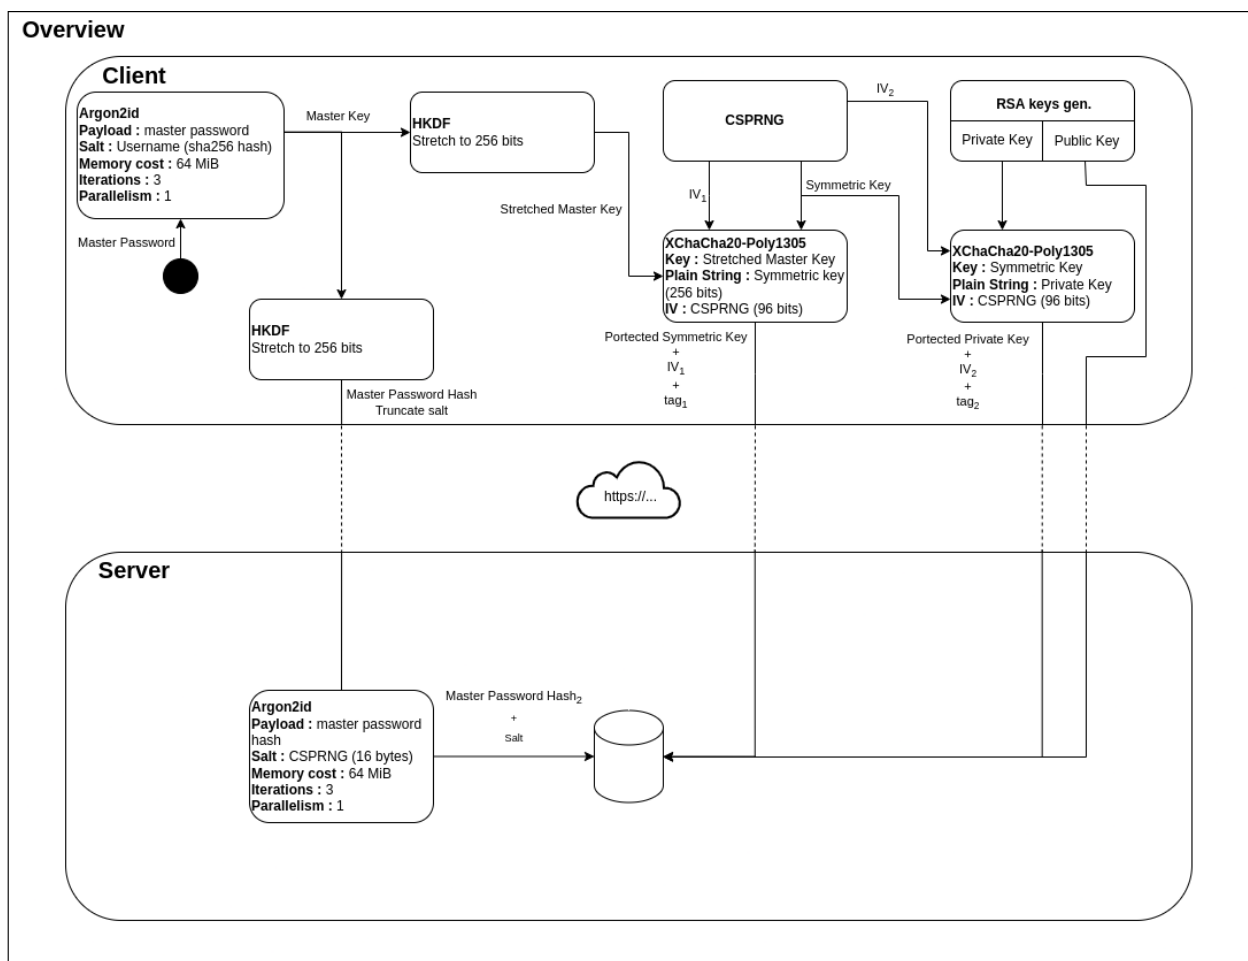 Overview
Client
Argon2id
Payload : master password
Salt : Username (sha256 hash)
Memory cost : 64 MiB
Iterations : 3
Parallelism : 1
Master Password
Master Key
HKDF
Stretch to 256 bits
Stretched Master Key
HKDF
Stretch to 256 bits
Master Password Hash
Truncate salt
CSPRNG
IV1
Symmetric Key
IV2
RSA keys gen.
Private Key
Public Key
XChaCha20-Poly1305
Key : Stretched Master Key
Plain String : Symmetric key
(256 bits)
IV : CSPRNG (96 bits)
Portected Symmetric Key
+
IV1
+
tag1
XChaCha20-Poly1305
Key : Symmetric Key
Plain String : Private Key
IV : CSPRNG (96 bits)
Portected Private Key
+
IV2
+
tag2
https://...
Server
Argon2id
Payload : master password
hash
Salt : CSPRNG (16 bytes)
Memory cost : 64 MiB
Iterations : 3
Parallelism : 1
Master Password Hash2
+
Salt